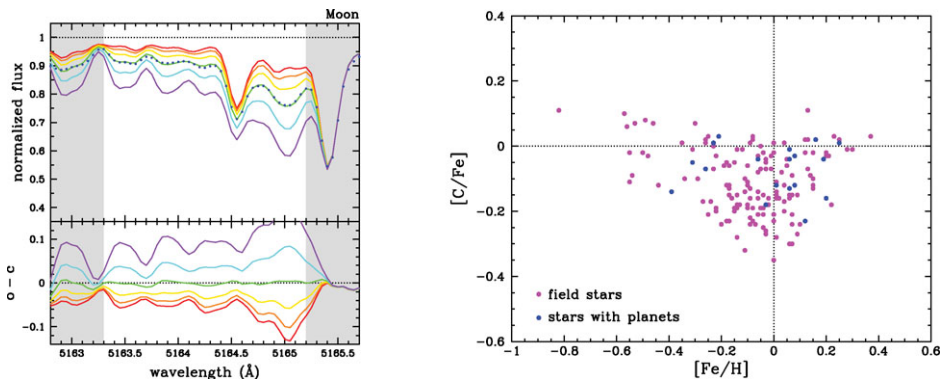 Moon
normalized flux
1
0.9
0.8
0.7
0.6
0.5
0.4
o – c
0.1
0
-0.1
5163 5163.5 5164 5164.5 5165 5165.5
wavelength (Å)
[C/Fe]
0.4
0.2
0
-0.2
-0.4
-0.6
field stars
stars with planets
-1 -0.8 -0.6 -0.4 -0.2 0 0.2 0.4 0.6
[Fe/H]